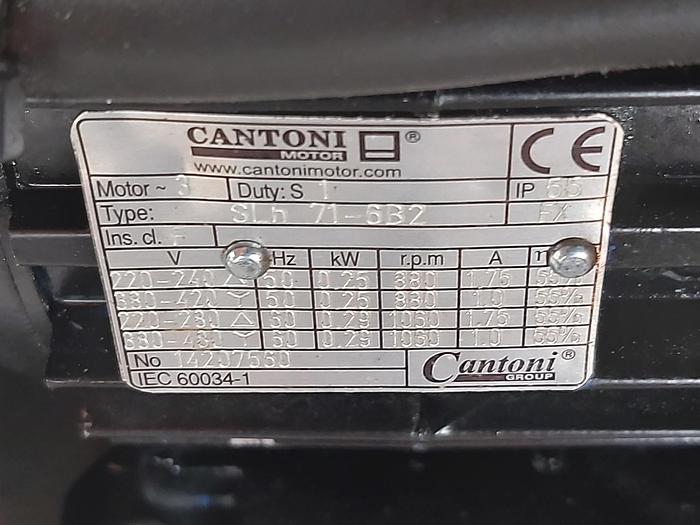 CANTONI ®
MOTOR
www.cantonimotor.com
CE
Motor ~ 3 Duty: S 1 IP 55
Type: SLh 71-6B2
Ins. cl. F
V Hz kW r.p.m A
220-240 △ 50 0.25 880 1.75 55%
380-420 Y 50 0.25 880 1.0 55%
220-280 △ 60 0.29 1060 1.75 55%
380-480 Y 60 0.29 1060 1.0 55%
No 14207560
IEC 60034-1
Cantoni ®
GROUP